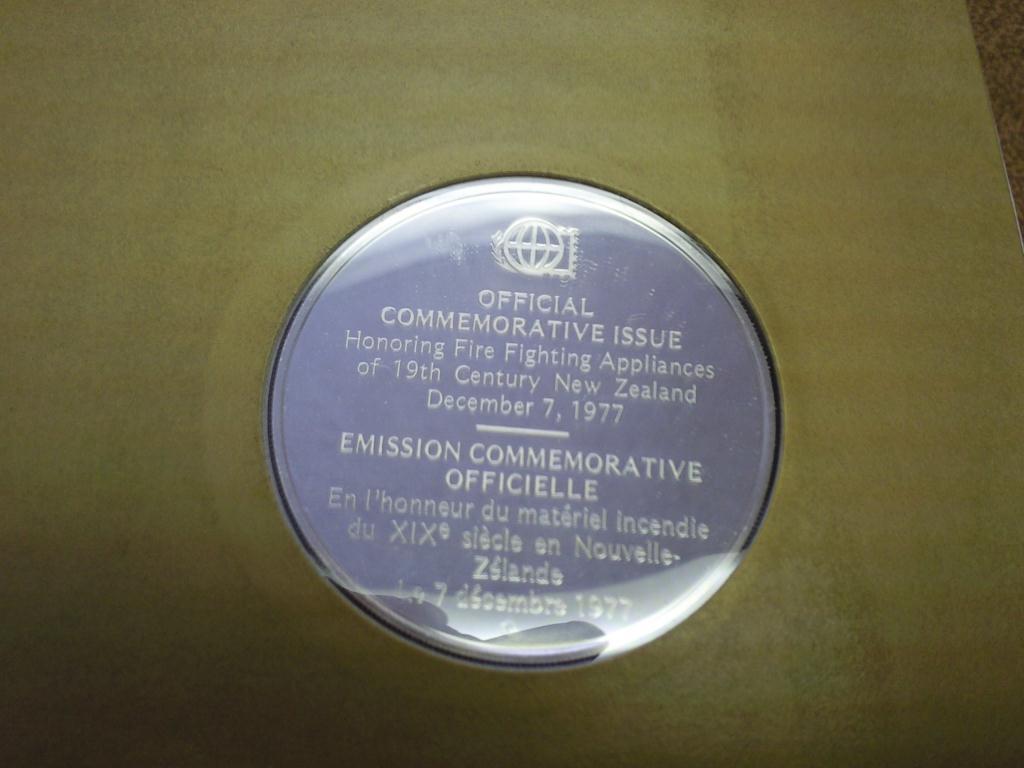 OFFICIAL
COMMEMORATIVE ISSUE
Honoring Fire Fighting Appliances
of 19th Century New Zealand
December 7, 1977
EMISSION COMMEMORATIVE
OFFICIELLE
En l'honneur du matériel incendie
du XIXe siècle en Nouvelle-
Zélande
Le 7 décembre 1977